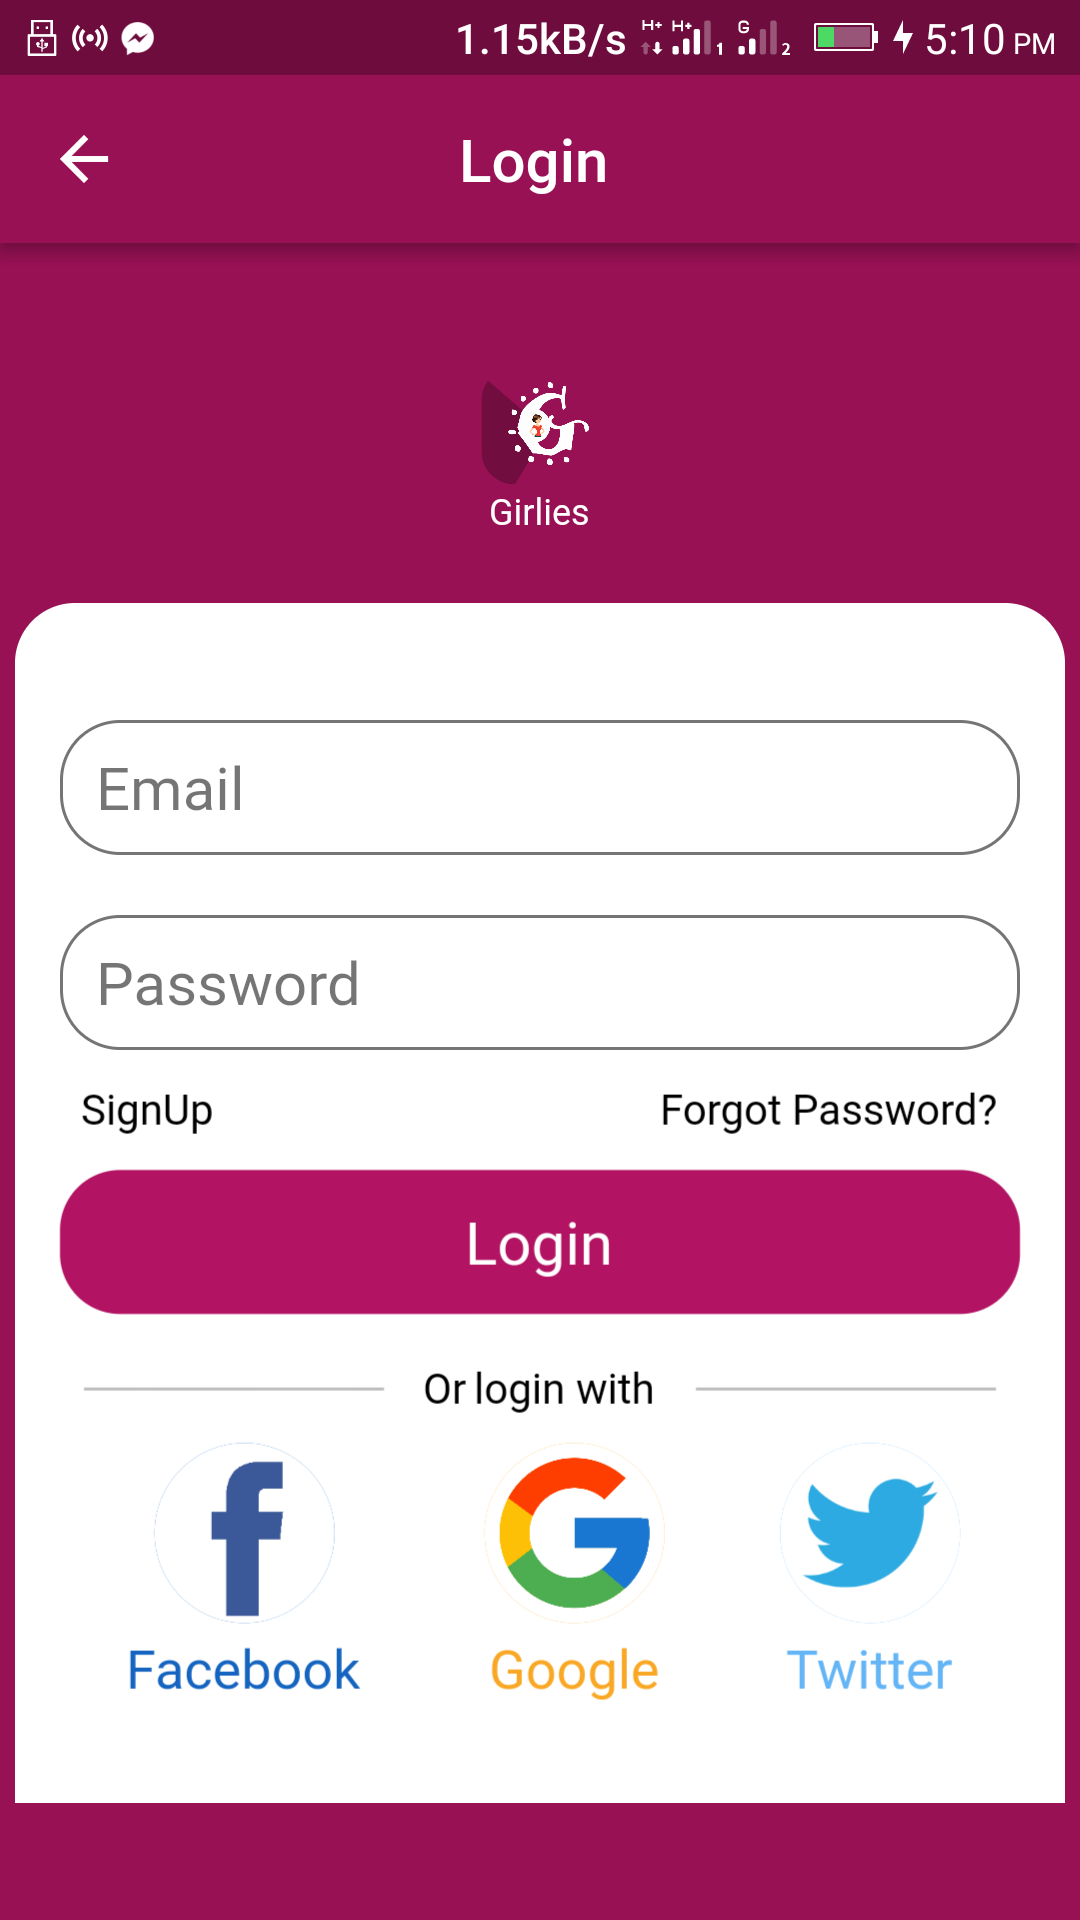 1.15kB/s H+ H+ 1 G 2 5:10 PM
Login
G
Girlies
Email
Password
SignUp Forgot Password?
Login
Or login with
Facebook Google Twitter